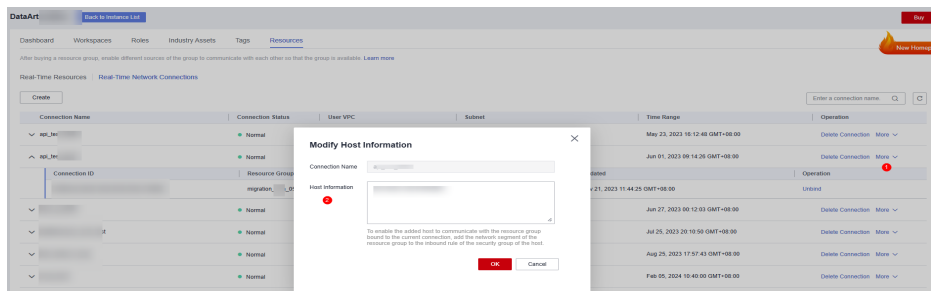 DataArt Back to Instance List Buy
Dashboard Workspaces Roles Industry Assets Tags Resources
New Homep
After buying a resource group, enable different sources of the group to communicate with each other so that the group is available. Learn more
Real-Time Resources | Real-Time Network Connections
Create Enter a connection name
Connection Name Connection Status User VPC Subnet Time Range Operation
api_tes Normal May 23, 2023 16:12:48 GMT+08:00 Delete Connection More
Modify Host Information
api_tes Normal Jun 01, 2023 09:14:26 GMT+08:00 Delete Connection More
Connection Name
1
Connection ID Resource Group dated Operation
Host Information
migration_ _0 21, 2023 11:44:25 GMT+08:00 Unbind
2
Normal Jun 27, 2023 00:12:03 GMT+08:00 Delete Connection More
st Normal Jul 25, 2023 20:10:50 GMT+08:00 Delete Connection More
To enable the added host to communicate with the resource group
bound to the current connection, add the network segment of the
resource group to the inbound rule of the security group of the host.
Normal Aug 25, 2023 17:57:43 GMT+08:00 Delete Connection More
OK Cancel
Normal Feb 05, 2024 10:40:00 GMT+08:00 Delete Connection More